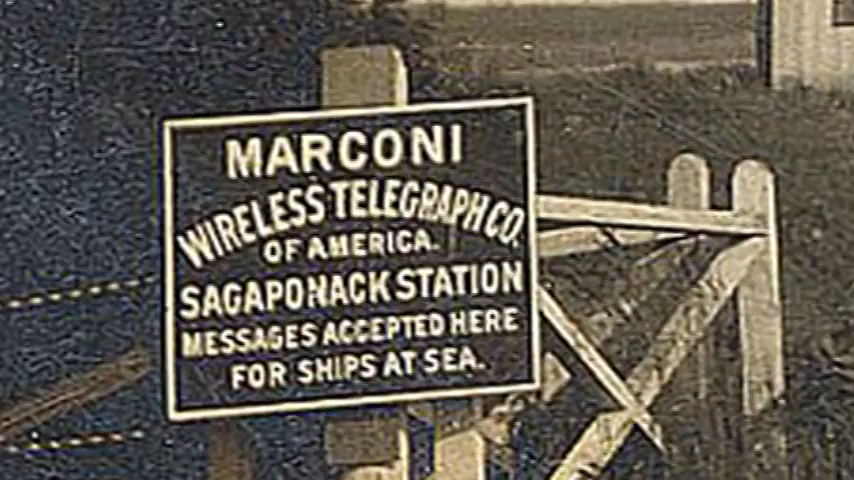 MARCONI
WIRELESS TELEGRAPH CO.
OF AMERICA.
SAGAPONACK STATION
MESSAGES ACCEPTED HERE
FOR SHIPS AT SEA.